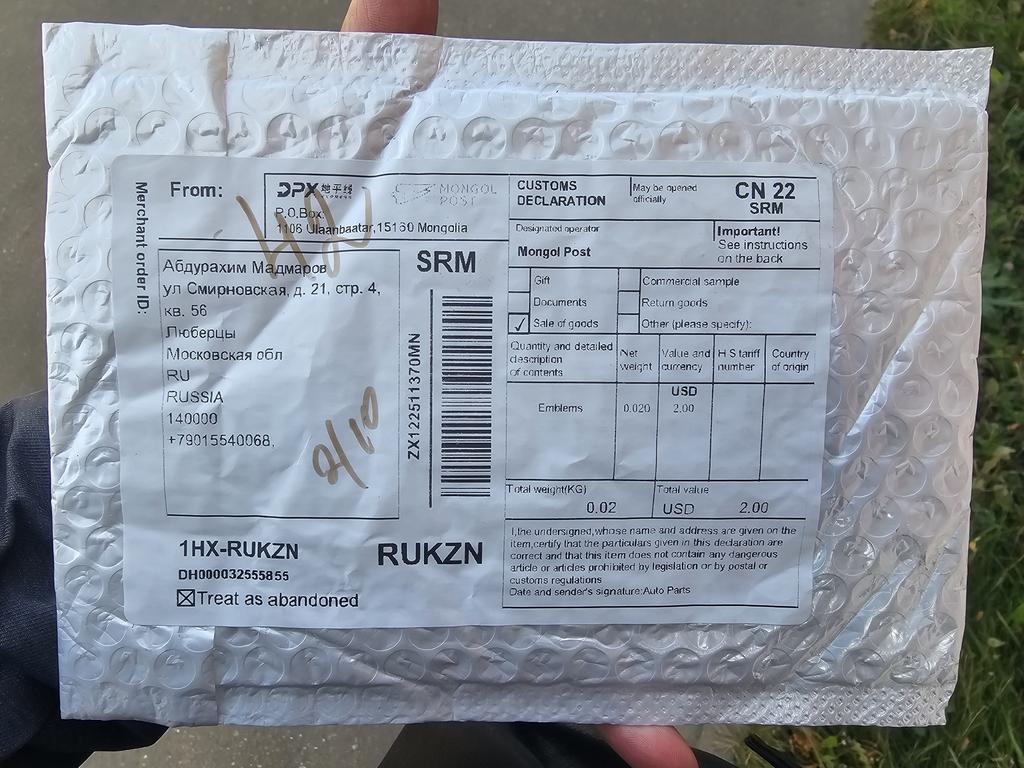 Merchant order ID:
From:
DPX 地平线
EXPRESS
MONGOL
POST
P.O.Box:
1106 Ulaanbaatar,15160 Mongolia
Абдурахим Мадмаров
ул Смирновская, д. 21, стр. 4,
кв. 56
Люберцы
Московская обл
RU
RUSSIA
140000
+79015540068,
SRM
ZX122511370MN
1HX-RUKZN
RUKZN
DH000032555855
☒Treat as abandoned
CUSTOMS
DECLARATION
May be opened
officially
CN 22
SRM
Designated operator
Mongol Post
Important!
See instructions
on the back
Gift
Commercial sample
Documents
Return goods
✓ Sale of goods
Other (please specify):
Quantity and detailed
description
of contents
Net
weight
Value and
currency
H S tariff
number
Country
of origin
USD
Emblems 0.020 2.00
Total weight(KG)
0.02
Total value
USD 2.00
I,the undersigned,whose name and address are given on the
item,certify that the particulars given in this declaration are
correct and that this item does not contain any dangerous
article or articles prohibited by legislation or by postal or
customs regulations
Date and sender's signature:Auto Parts